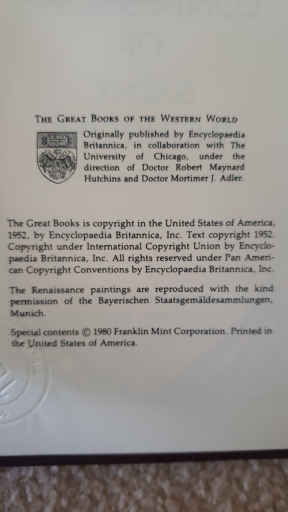 THE GREAT BOOKS OF THE WESTERN WORLD
Originally published by Encyclopaedia
Britannica, in collaboration with The
University of Chicago, under the
direction of Doctor Robert Maynard
Hutchins and Doctor Mortimer J. Adler.
The Great Books is copyright in the United States of America,
1952, by Encyclopaedia Britannica, Inc. Text copyright 1952.
Copyright under International Copyright Union by Encyclo-
paedia Britannica, Inc. All rights reserved under Pan Ameri-
can Copyright Conventions by Encyclopaedia Britannica, Inc.
The Renaissance paintings are reproduced with the kind
permission of the Bayerischen Staatsgemäldesammlungen,
Munich.
Special contents © 1980 Franklin Mint Corporation. Printed in
the United States of America.